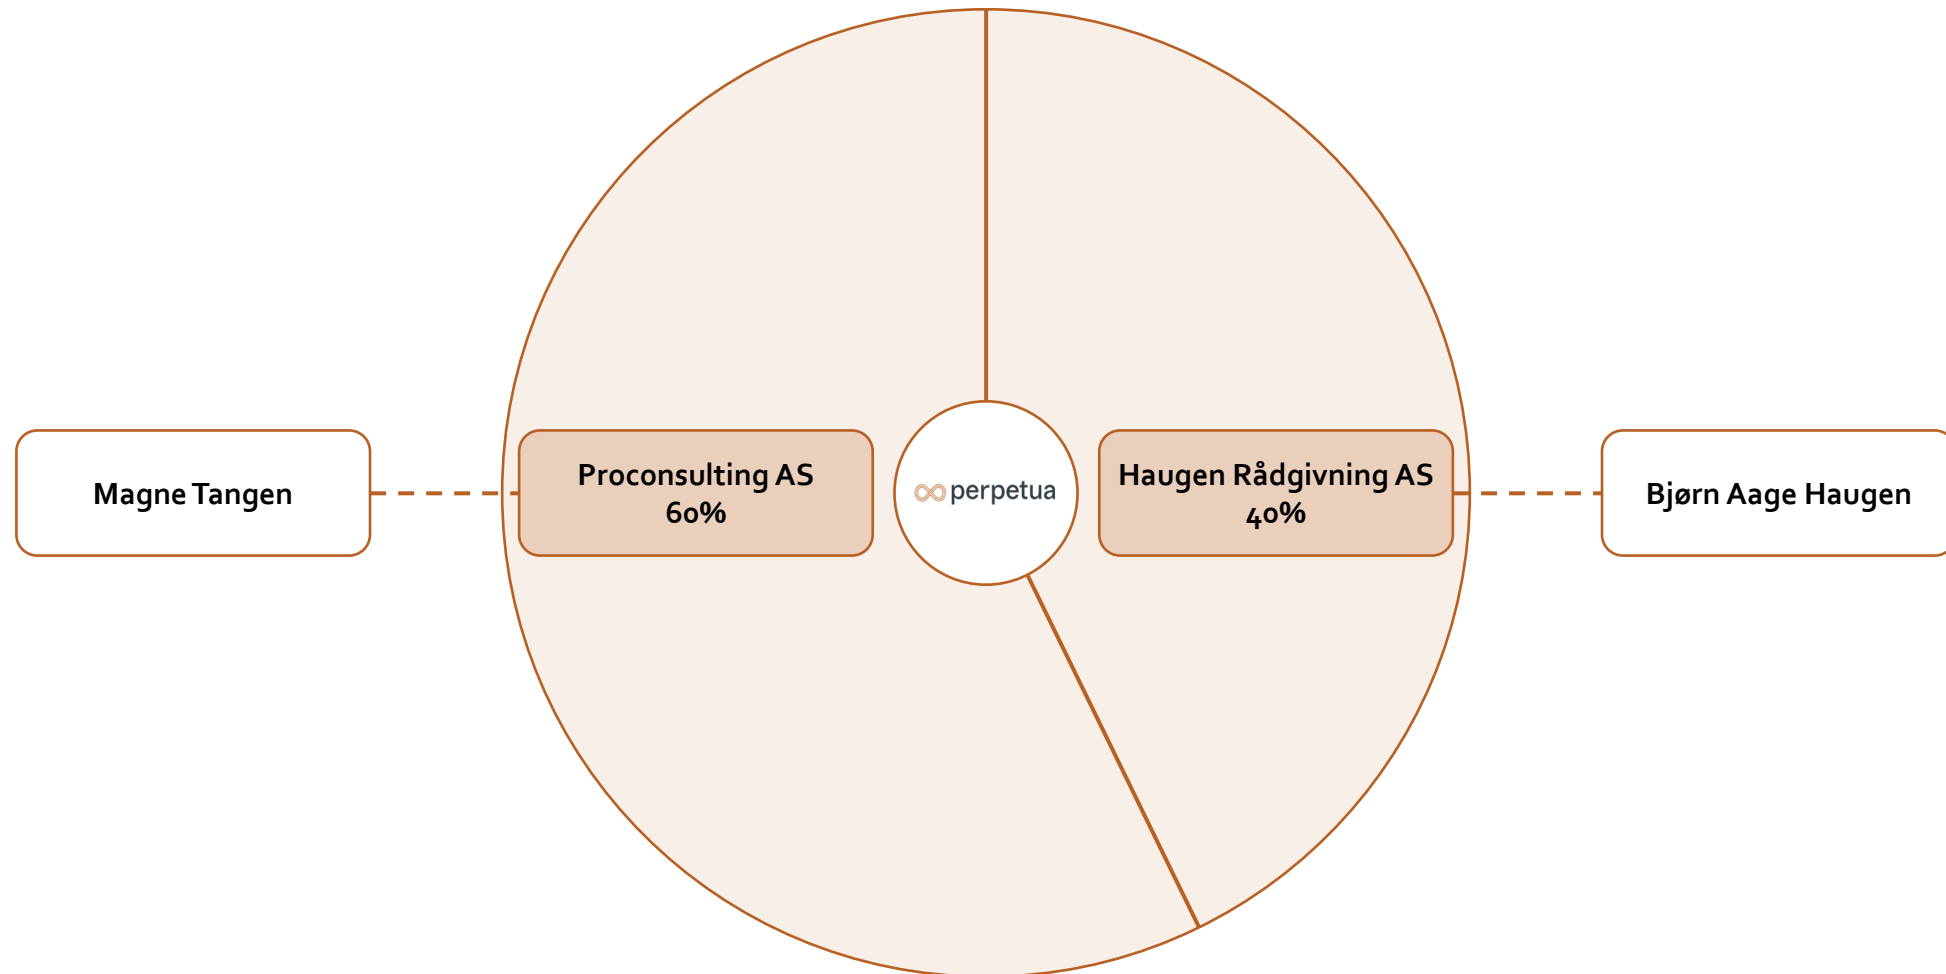 Magne Tangen
Proconsulting AS
60%
perpetua
Haugen Rådgivning AS
40%
Bjørn Aage Haugen